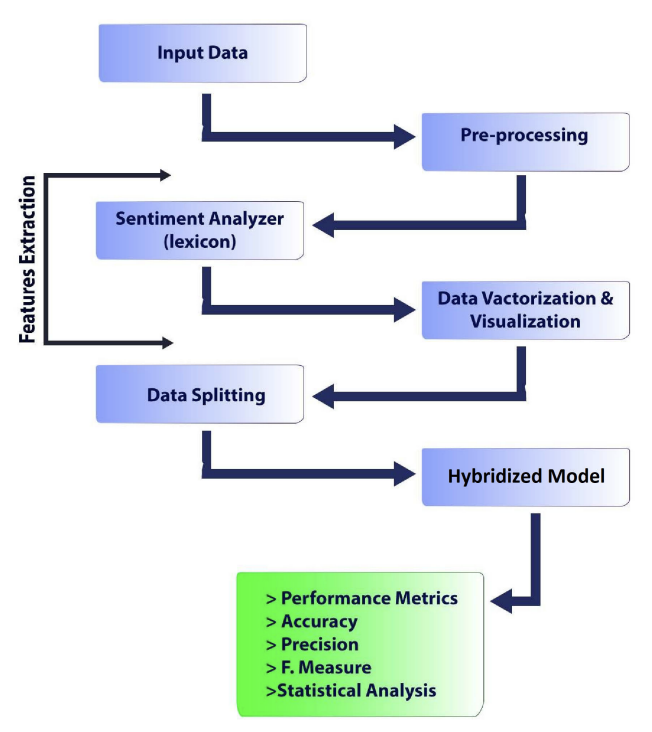 Input Data
Pre-processing
Features Extraction
Sentiment Analyzer
(lexicon)
Data Vactorization &
Visualization
Data Splitting
Hybridized Model
> Performance Metrics
> Accuracy
> Precision
> F. Measure
>Statistical Analysis